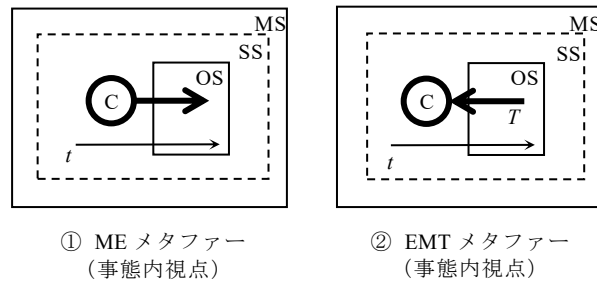 MS MS
SS SS
OS OS
C C
T
t t
① ME メタファー ② EMT メタファー
（事態内視点） （事態内視点）